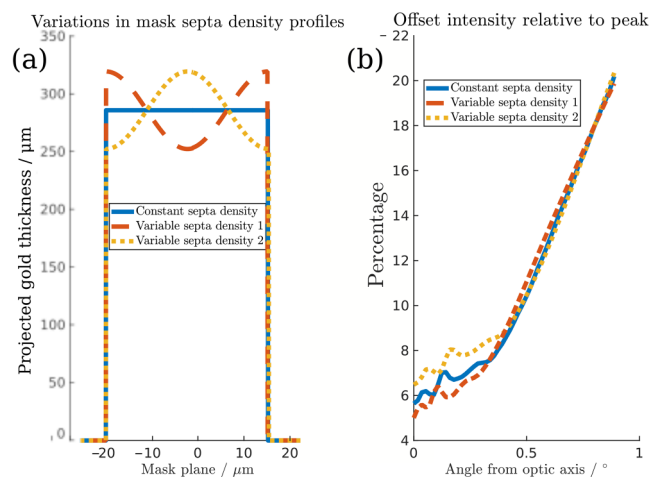 Variations in mask septa density profiles
(a)
Projected gold thickness / µm
350
300
250
200
150
100
50
0
Constant septa density
Variable septa density 1
Variable septa density 2
-20
-10
0
10
20
Mask plane / µm
Offset intensity relative to peak
(b)
Percentage
22
20
18
16
14
12
10
8
6
4
Constant septa density
Variable septa density 1
Variable septa density 2
0
0.5
1
Angle from optic axis / °